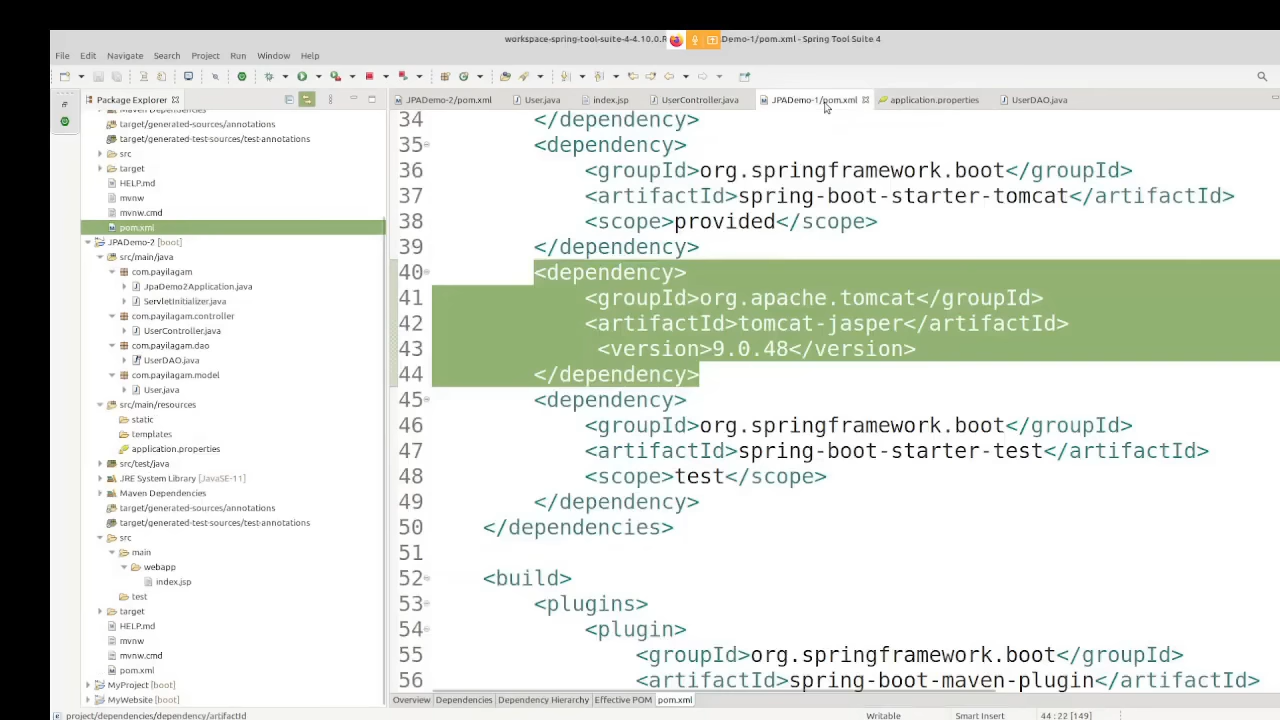 workspace-spring-tool-suite-4-4.10.0.R Demo-1/pom.xml - Spring Tool Suite 4
File Edit Navigate Search Project Run Window Help
Package Explorer
JPADemo-2/pom.xml User.java index.jsp UserController.java JPADemo-1/pom.xml application.properties UserDAO.java
Maven Dependencies
target/generated-sources/annotations
target/generated-test-sources/test-annotations
src
target
HELP.md
mvnw
mvnw.cmd
pom.xml
JPADemo-2 [boot]
src/main/java
com.payilagam
JpaDemo2Application.java
ServletInitializer.java
com.payilagam.controller
UserController.java
com.payilagam.dao
UserDAO.java
com.payilagam.model
User.java
src/main/resources
static
templates
application.properties
src/test/java
JRE System Library [JavaSE-11]
Maven Dependencies
target/generated-sources/annotations
target/generated-test-sources/test-annotations
src
main
webapp
index.jsp
test
target
HELP.md
mvnw
mvnw.cmd
pom.xml
MyProject [boot]
MyWebsite [boot]
34 </dependency>
35 <dependency>
36 <groupId>org.springframework.boot</groupId>
37 <artifactId>spring-boot-starter-tomcat</artifactId>
38 <scope>provided</scope>
39 </dependency>
40 <dependency>
41 <groupId>org.apache.tomcat</groupId>
42 <artifactId>tomcat-jasper</artifactId>
43 <version>9.0.48</version>
44 </dependency>
45 <dependency>
46 <groupId>org.springframework.boot</groupId>
47 <artifactId>spring-boot-starter-test</artifactId>
48 <scope>test</scope>
49 </dependency>
50 </dependencies>
51
52 <build>
53 <plugins>
54 <plugin>
55 <groupId>org.springframework.boot</groupId>
56 <artifactId>spring-boot-maven-plugin</artifactId>
Overview Dependencies Dependency Hierarchy Effective POM pom.xml
project/dependencies/dependency/artifactId Writable Smart Insert 44 : 22 [149]